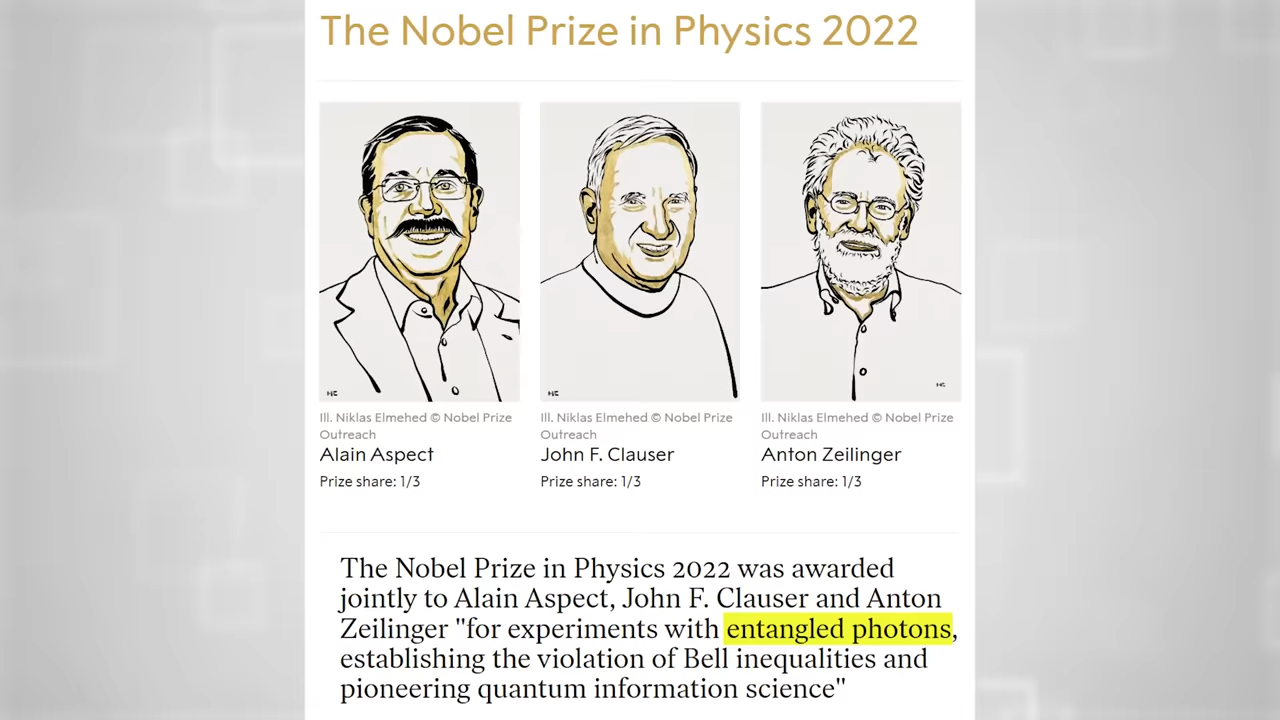 The Nobel Prize in Physics 2022
Ill. Niklas Elmehed © Nobel Prize
Outreach
Alain Aspect
Prize share: 1/3
Ill. Niklas Elmehed © Nobel Prize
Outreach
John F. Clauser
Prize share: 1/3
Ill. Niklas Elmehed © Nobel Prize
Outreach
Anton Zeilinger
Prize share: 1/3
The Nobel Prize in Physics 2022 was awarded
jointly to Alain Aspect, John F. Clauser and Anton
Zeilinger "for experiments with entangled photons,
establishing the violation of Bell inequalities and
pioneering quantum information science"